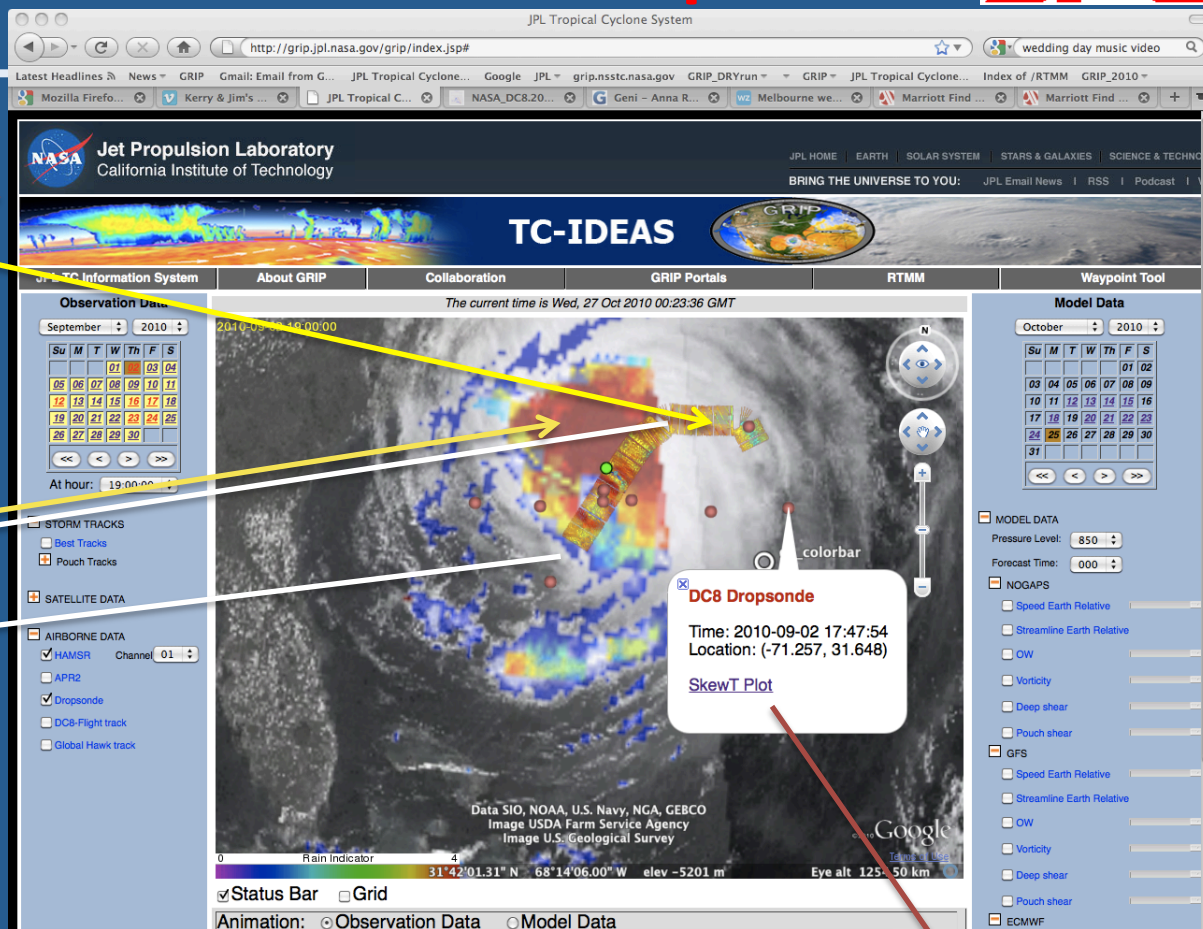 JPL Tropical Cyclone System
http://grip.jpl.nasa.gov/grip/index.jsp#
wedding day music video
Latest Headlines News GRIP Gmail: Email from G... JPL Tropical Cyclone... Google JPL grip.nsstc.nasa.gov GRIP_DRYrun GRIP JPL Tropical Cyclone... Index of /RTMM GRIP_2010
Mozilla Firefo... Kerry & Jim's ... JPL Tropical C... NASA_DC8.20... Geni - Anna R... Melbourne we... Marriott Find ... Marriott Find ...
NASA
Jet Propulsion Laboratory
California Institute of Technology
JPL HOME EARTH SOLAR SYSTEM STARS & GALAXIES SCIENCE & TECHNO
BRING THE UNIVERSE TO YOU: JPL Email News RSS Podcast
TC-IDEAS
GRIP
JPL TC Information System About GRIP Collaboration GRIP Portals RTMM Waypoint Tool
The current time is Wed, 27 Oct 2010 00:23:36 GMT
Observation Data
September 2010
Su M T W Th F S
01 02 03 04
05 06 07 08 09 10 11
12 13 14 15 16 17 18
19 20 21 22 23 24 25
26 27 28 29 30
<< < > >>
At hour: 19:00:00
STORM TRACKS
Best Tracks
Pouch Tracks
SATELLITE DATA
AIRBORNE DATA
HAMSR Channel 01
APR2
Dropsonde
DC8-Flight track
Global Hawk track
19:00:00
N
colorbar
DC8 Dropsonde
Time: 2010-09-02 17:47:54
Location: (-71.257, 31.648)
SkewT Plot
Data SIO, NOAA, U.S. Navy, NGA, GEBCO
Image USDA Farm Service Agency
Image U.S. Geological Survey
Google
0 Rain Indicator 4
31°42'01.31" N 68°14'06.00" W elev -5201 m Eye alt km
Status Bar Grid
Animation: Observation Data Model Data
Model Data
October 2010
Su M T W Th F S
01 02
03 04 05 06 07 08 09
10 11 12 13 14 15 16
17 18 19 20 21 22 23
24 25 26 27 28 29 30
31
<< < > >>
MODEL DATA
Pressure Level: 850
Forecast Time: 000
NOGAPS
Speed Earth Relative
Streamline Earth Relative
OW
Vorticity
Deep shear
Pouch shear
GFS
Speed Earth Relative
Streamline Earth Relative
OW
Vorticity
Deep shear
Pouch shear
ECMWF